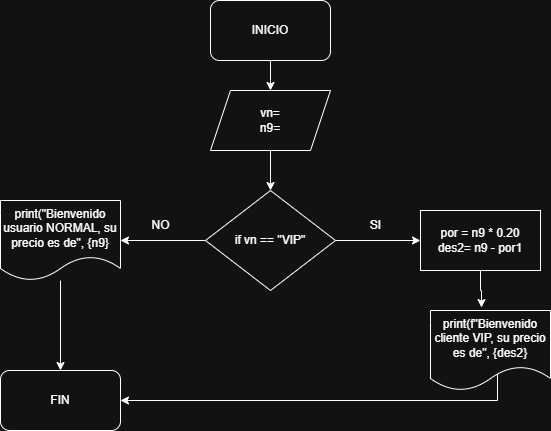 INICIO
vn=
n9=
if vn == "VIP"
NO
SI
print("Bienvenido
usuario NORMAL, su
precio es de", {n9}
por = n9 * 0.20
des2= n9 - por1
print(f"Bienvenido
cliente VIP, su precio
es de", {des2}
FIN